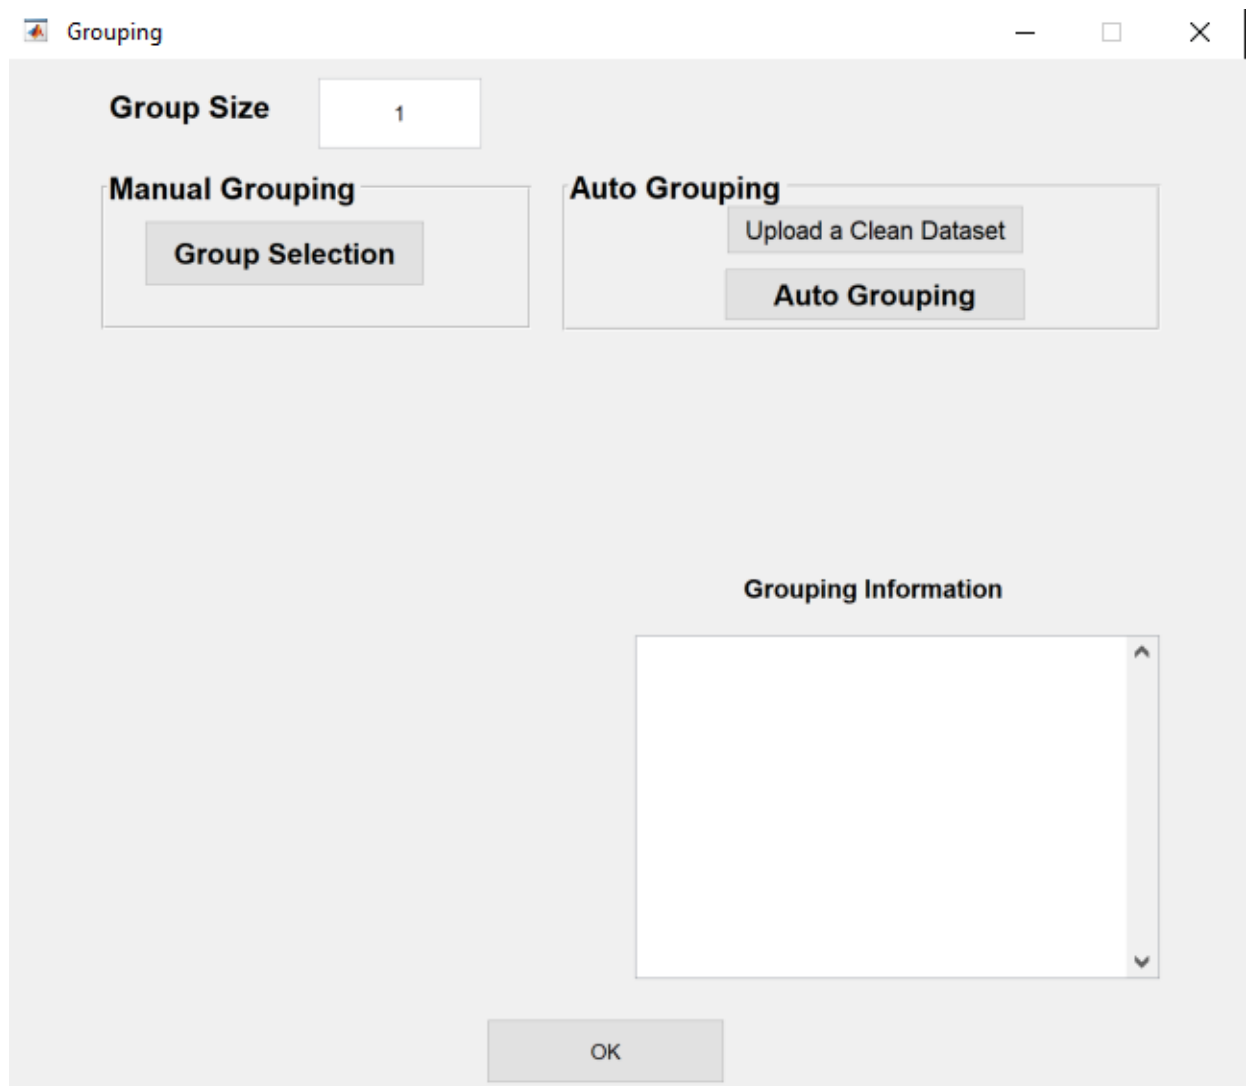 Grouping
Group Size
1
Manual Grouping
Group Selection
Auto Grouping
Upload a Clean Dataset
Auto Grouping
Grouping Information
OK